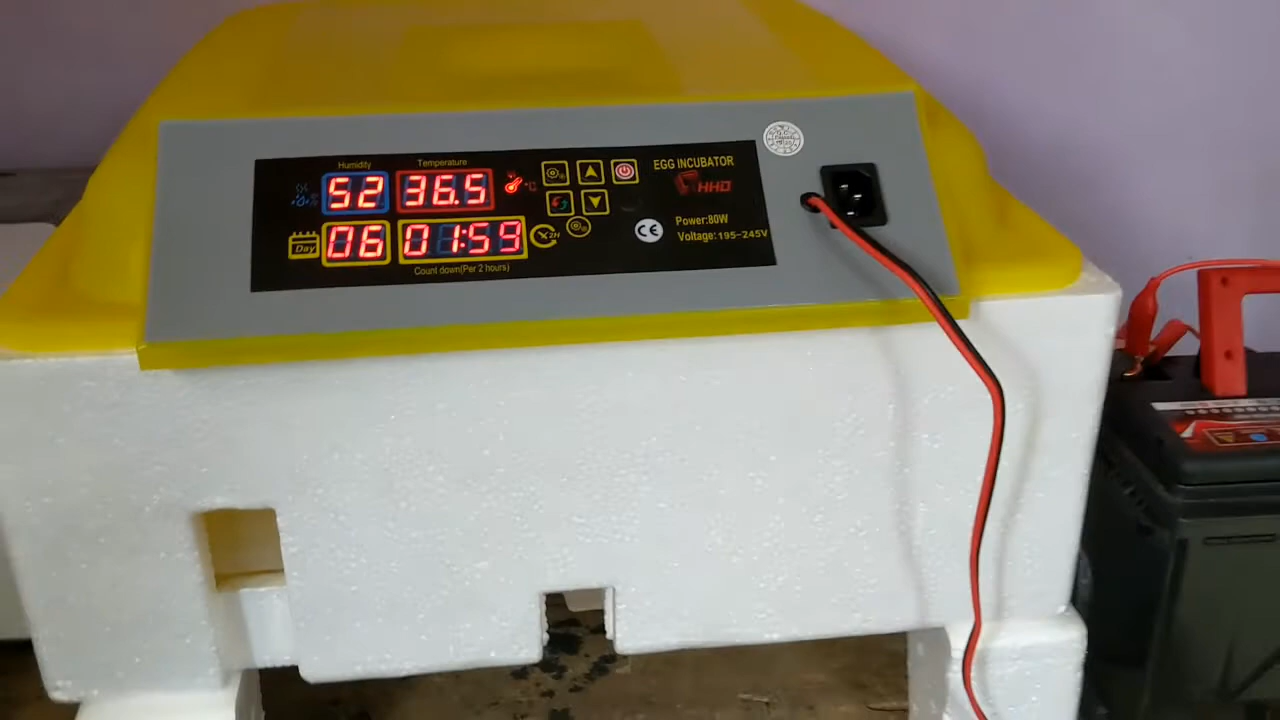 Humidity Temperature
52 36.5 °C
Day 06 01:59 2H
Count down(Per 2 hours)
EGG INCUBATOR
HHD
CE
Power:80W
Voltage: 195-245V